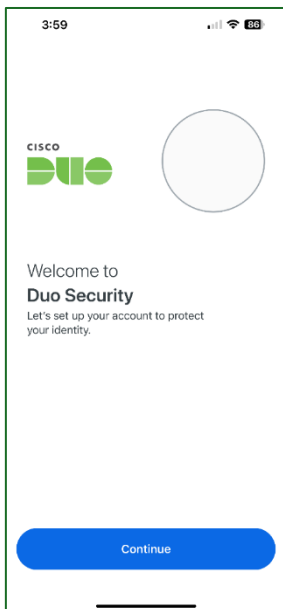 3:59
86
CISCO
DUO
Welcome to
Duo Security
Let's set up your account to protect
your identity.
Continue